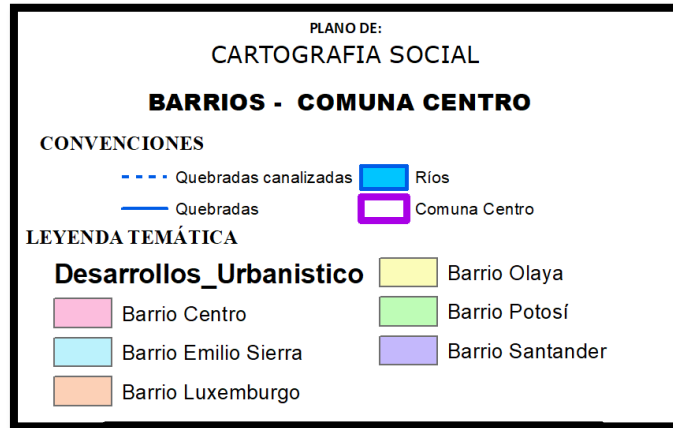 PLANO DE:
CARTOGRAFIA SOCIAL
BARRIOS - COMUNA CENTRO
CONVENCIONES
Quebradas canalizadas
Ríos
Quebradas
Comuna Centro
LEYENDA TEMÁTICA
Desarrollos_Urbanistico
Barrio Centro
Barrio Emilio Sierra
Barrio Luxemburgo
Barrio Olaya
Barrio Potosí
Barrio Santander